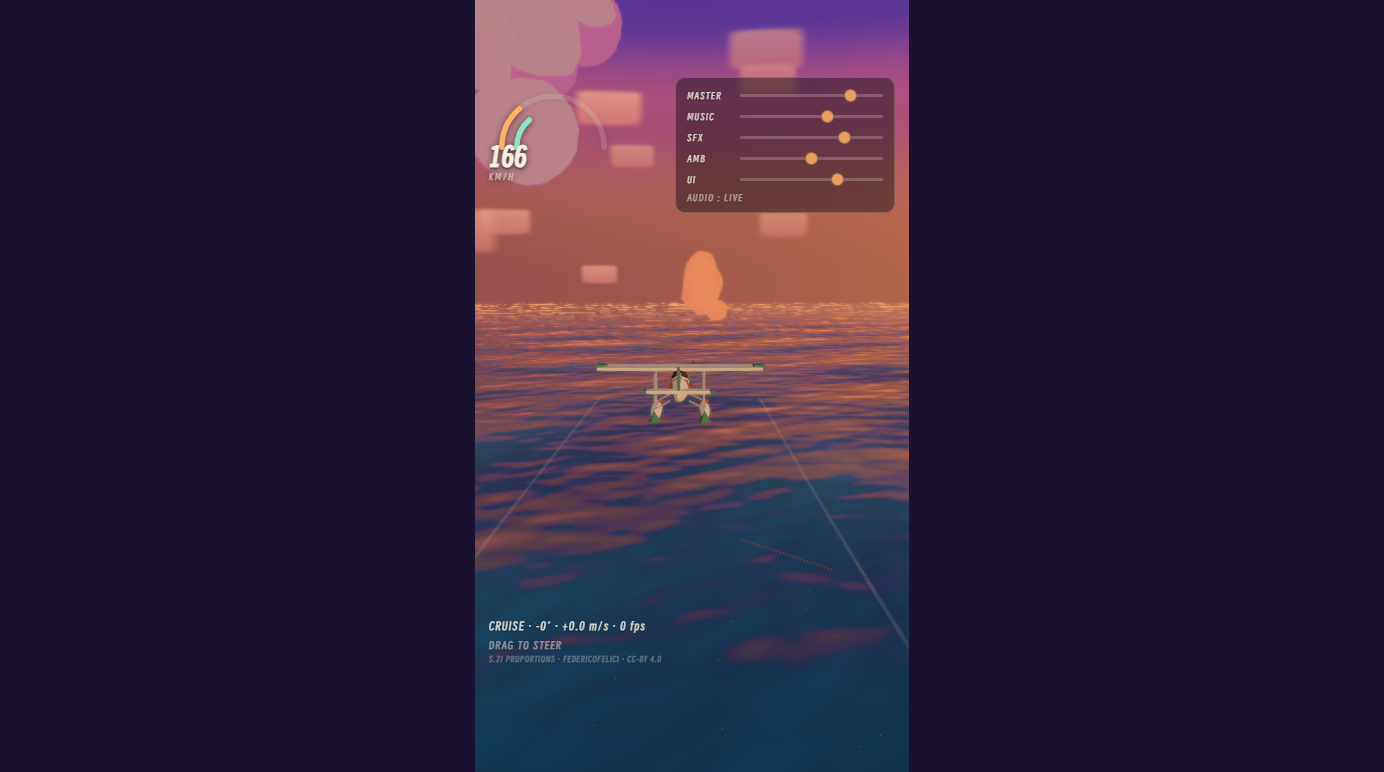 MASTER
MUSIC
SFX
AMB
UI
AUDIO : LIVE
166
KM/H
CRUISE · -0° · +0.0 m/s · 0 fps
DRAG TO STEER
S.21 PROPORTIONS · FEDERICOFELICI · CC-BY 4.0